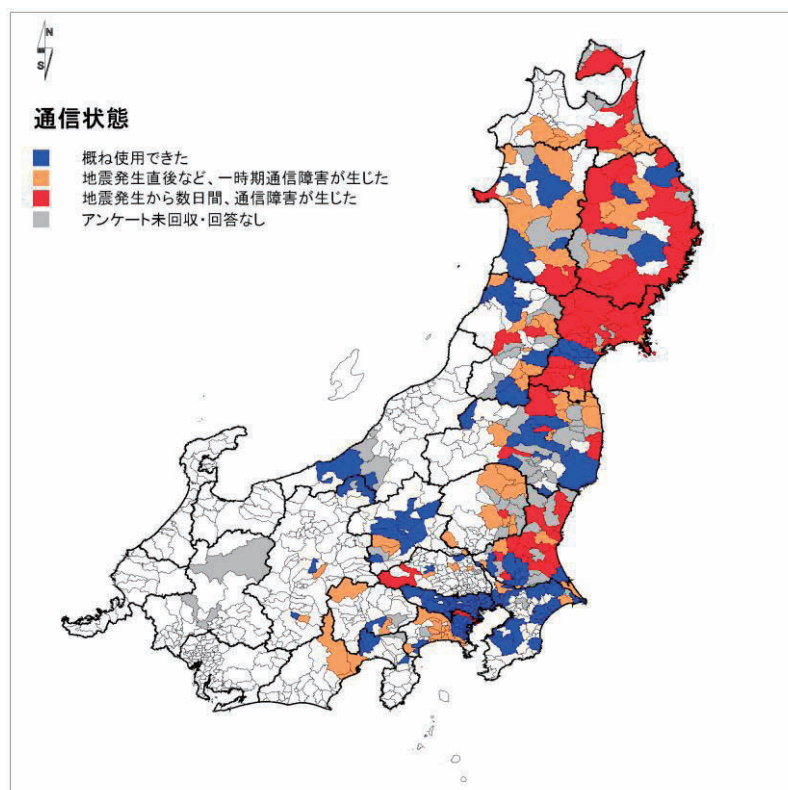 N
S
通信状態
概ね使用できた
地震発生直後など、一時期通信障害が生じた
地震発生から数日間、通信障害が生じた
アンケート未回収・回答なし